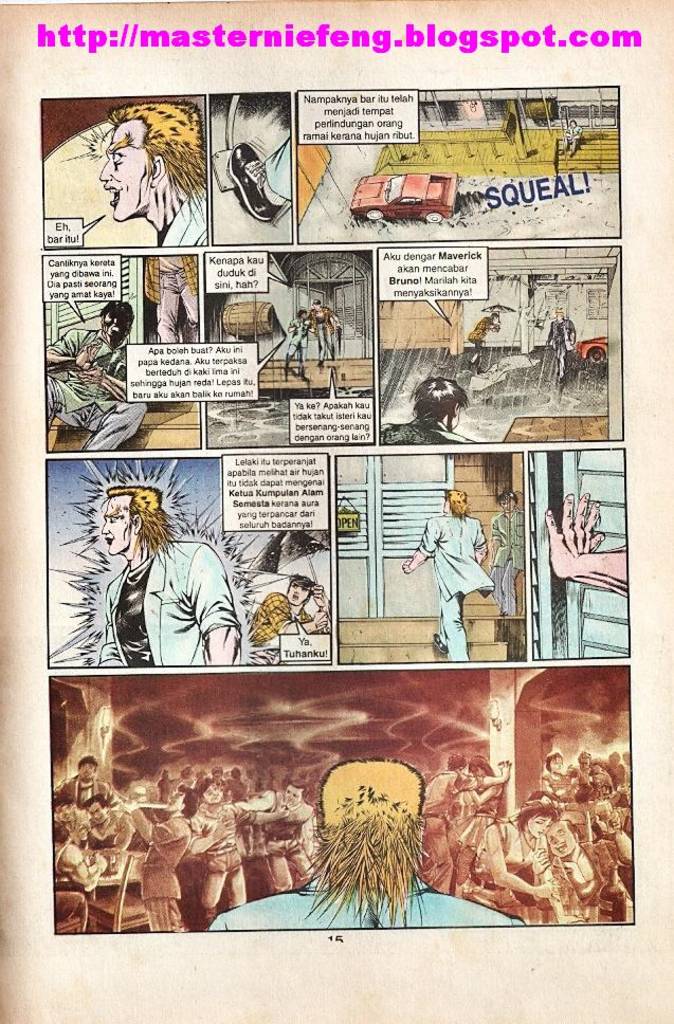 http://masterniefeng.blogspot.com
Eh,
bar itu!
Nampaknya bar itu telah
menjadi tempat
perlindungan orang
ramai kerana hujan ribut.
SQUEAL!
Cantiknya kereta
yang dibawa ini.
Dia pasti seorang
yang amat kaya!
Apa boleh buat? Aku ini
papa kedana. Aku terpaksa
berteduh di kaki lima ini
sehingga hujan reda! Lepas itu,
baru aku akan balik ke rumah!
Kenapa kau
duduk di
sini, hah?
Ya ke? Apakah kau
tidak takut isteri kau
bersenang-senang
dengan orang lain?
Aku dengar Maverick
akan mencabar
Bruno! Marilah kita
menyaksikannya!
Lelaki itu terperanjat
apabila melihat air hujan
itu tidak dapat mengenai
Ketua Kumpulan Alam
Semesta kerana aura
yang terpancar dari
seluruh badannya!
Ya,
Tuhanku!
OPEN
15